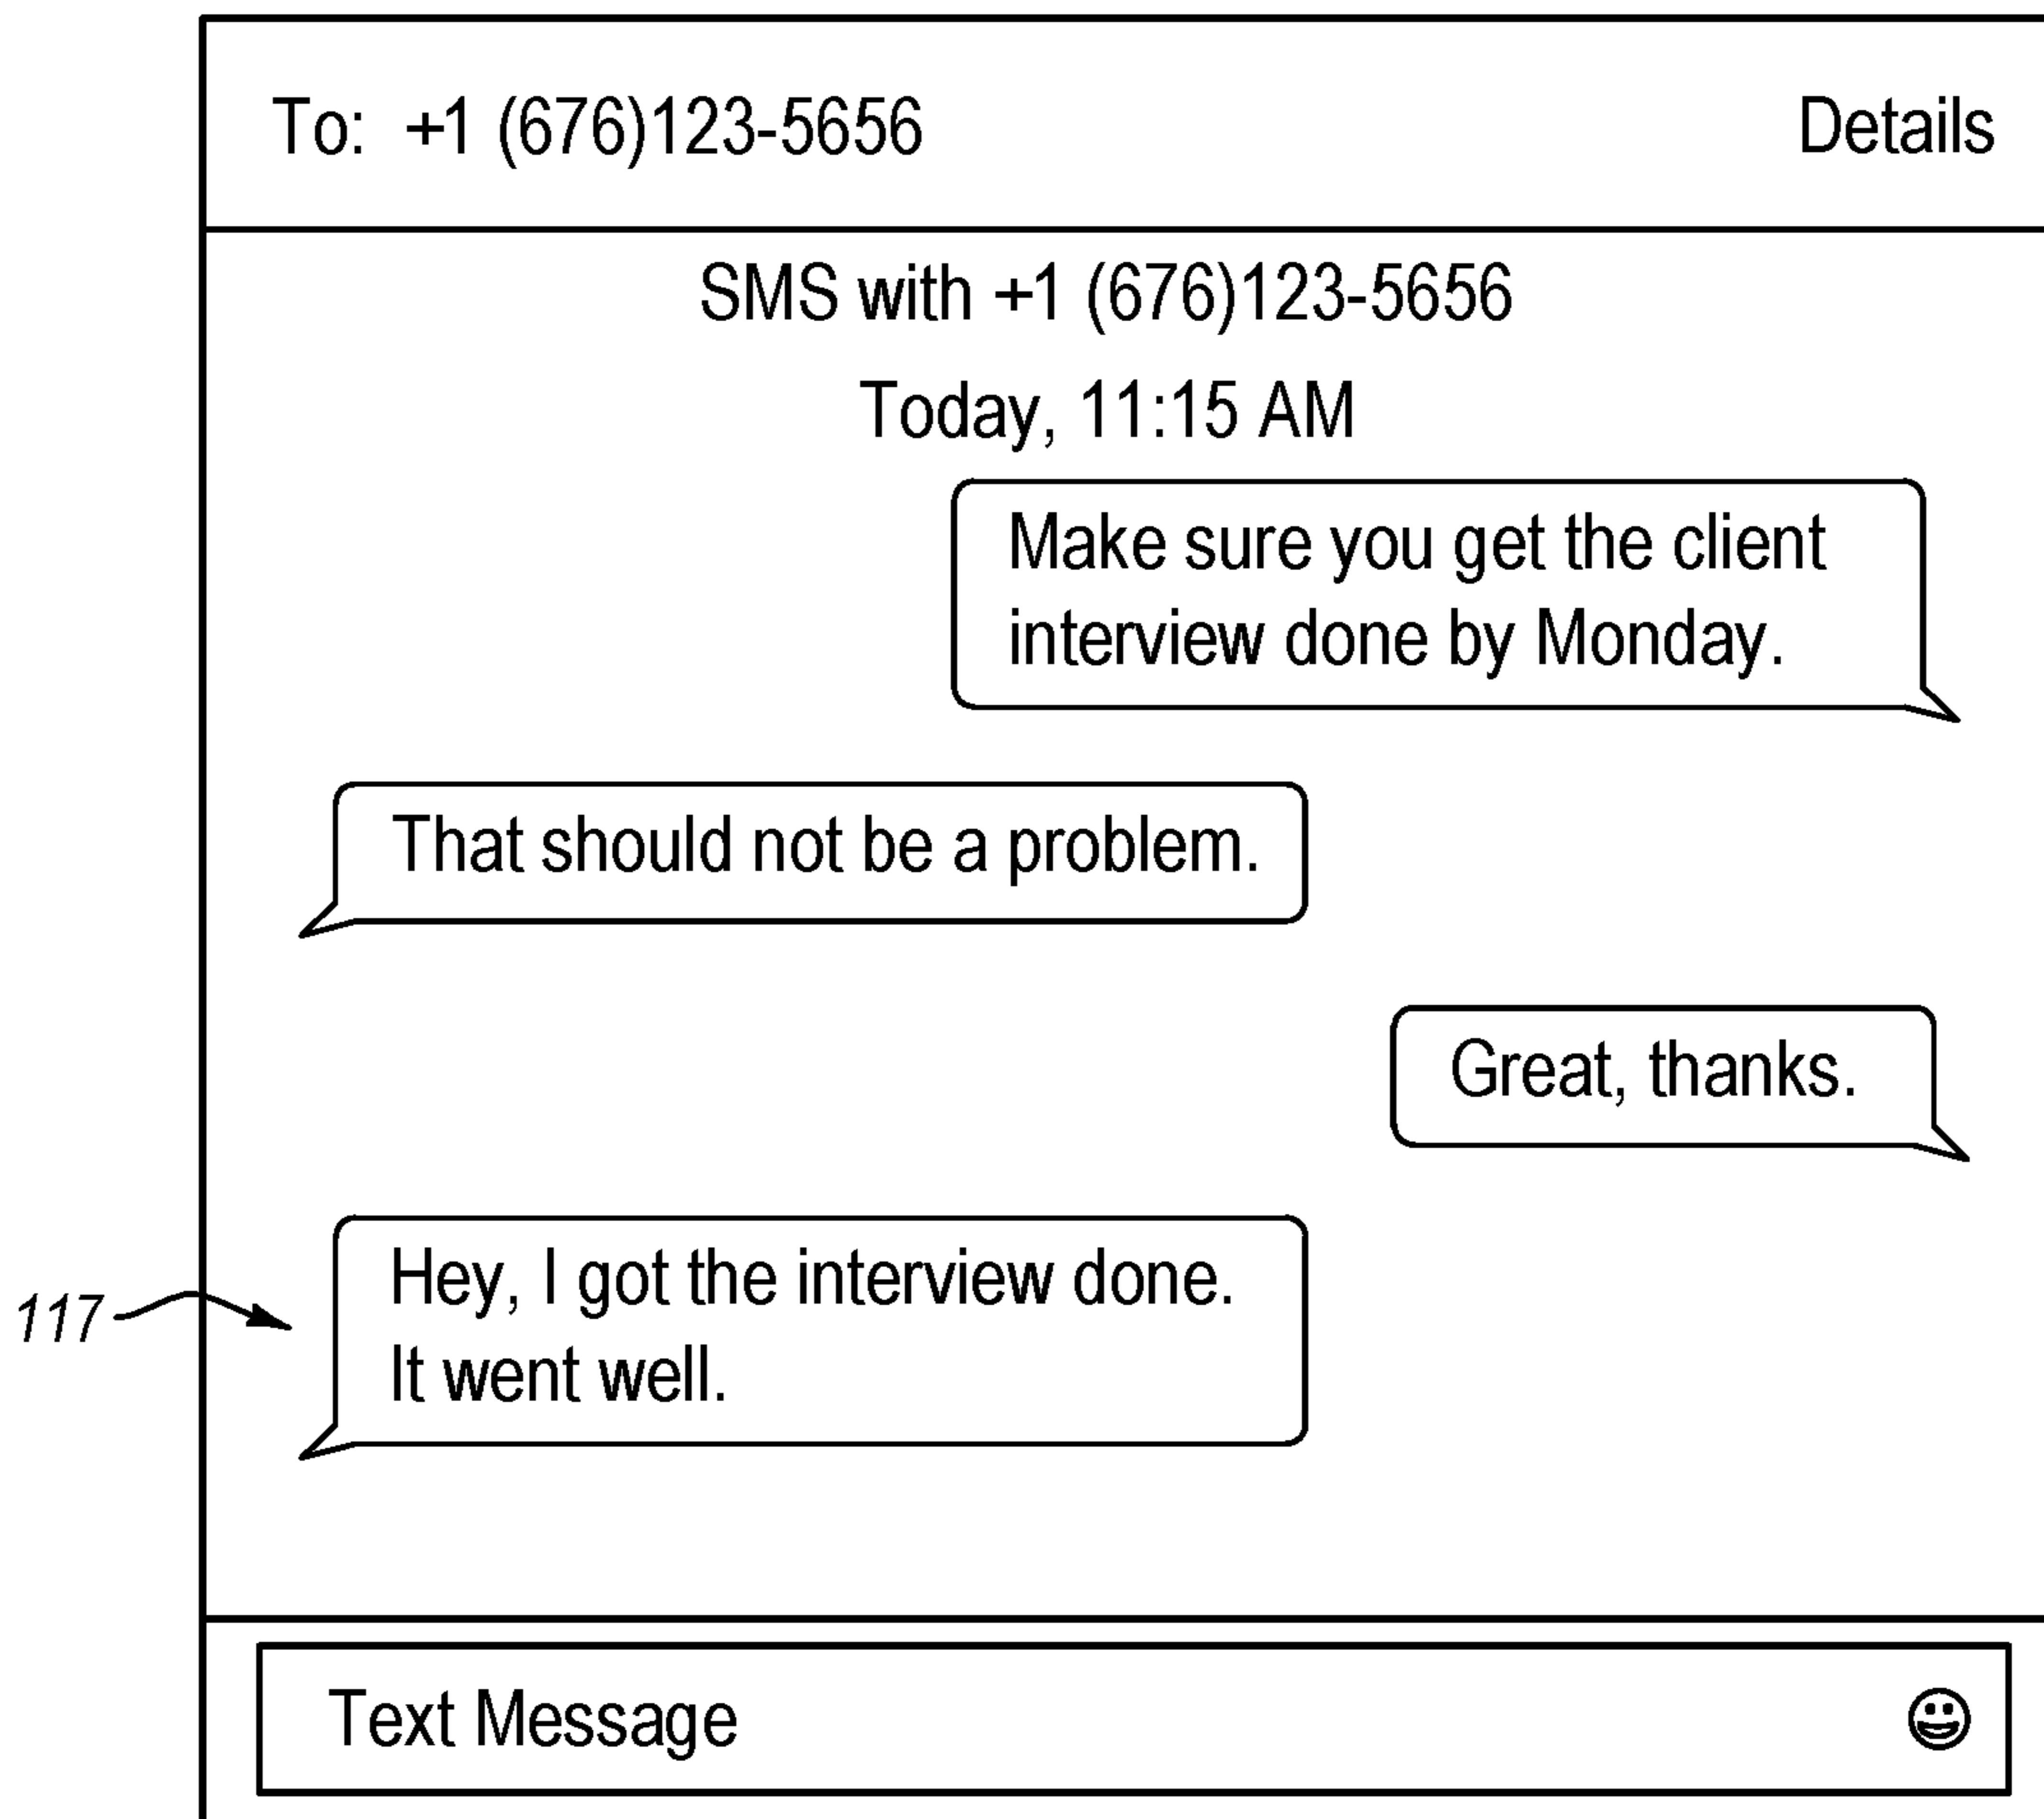 To: +1 (676)123-5656 Details
SMS with +1 (676)123-5656
Today, 11:15 AM
Make sure you get the client
interview done by Monday.
That should not be a problem.
Great, thanks.
Hey, I got the interview done.
It went well.
117
Text Message